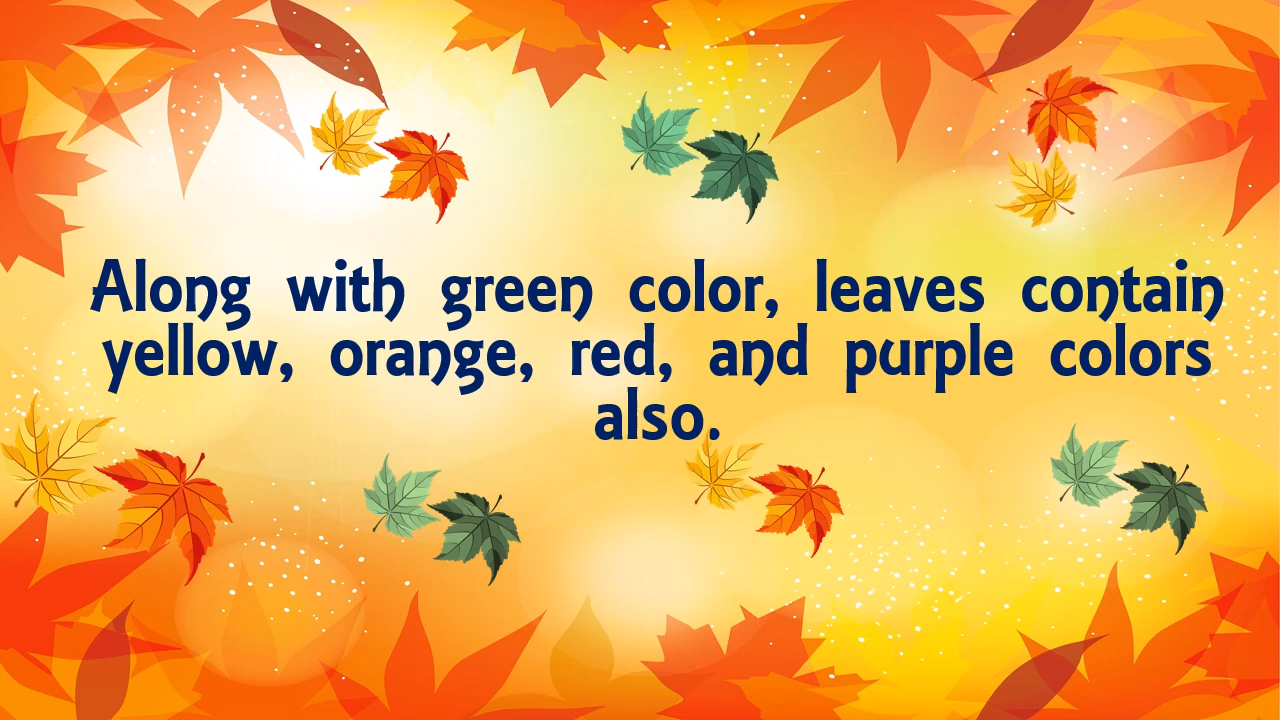 Along with green color, leaves contain
yellow, orange, red, and purple colors
also.